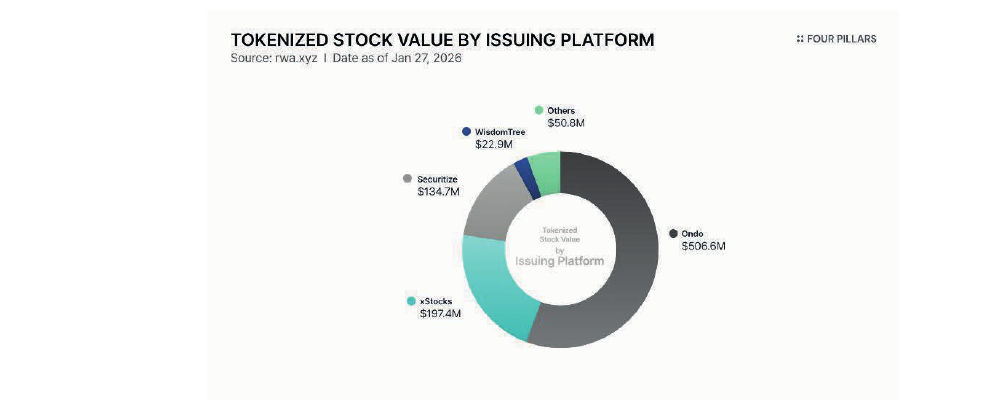 TOKENIZED STOCK VALUE BY ISSUING PLATFORM
FOUR PILLARS
Source: rwa.xyz | Date as of Jan 27, 2026
Others
$50.8M
WisdomTree
$22.9M
Securitize
$134.7M
Tokenized
Stock Value
by
Issuing Platform
Ondo
$506.6M
xStocks
$197.4M